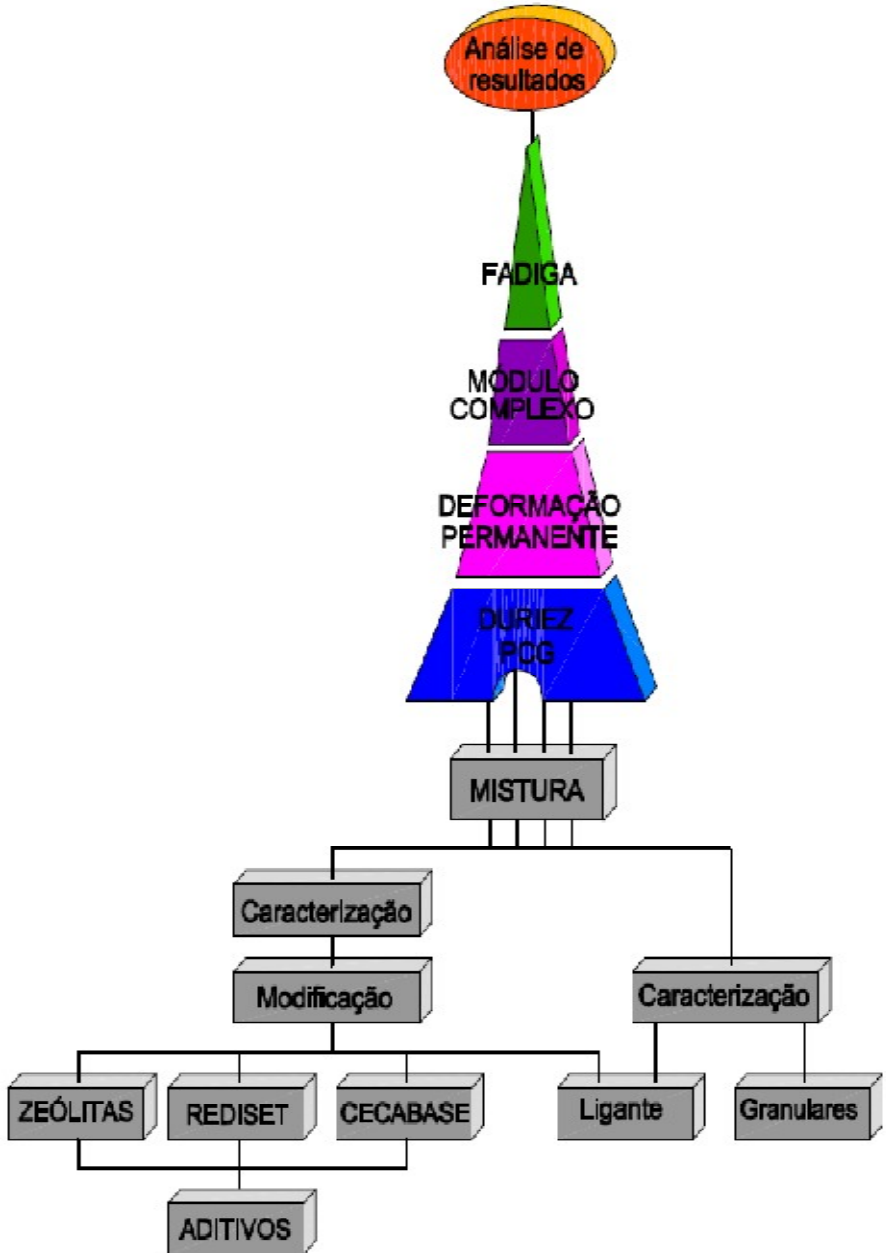 Análise de
resultados
FADIGA
MÓDULO
COMPLEXO
DEFORMAÇÃO
PERMANENTE
DURIEZ
PCG
MISTURA
Caracterização
Modificação
Caracterização
ZEÓLITAS
REDISET
CECABASE
Ligante
Granulares
ADITIVOS